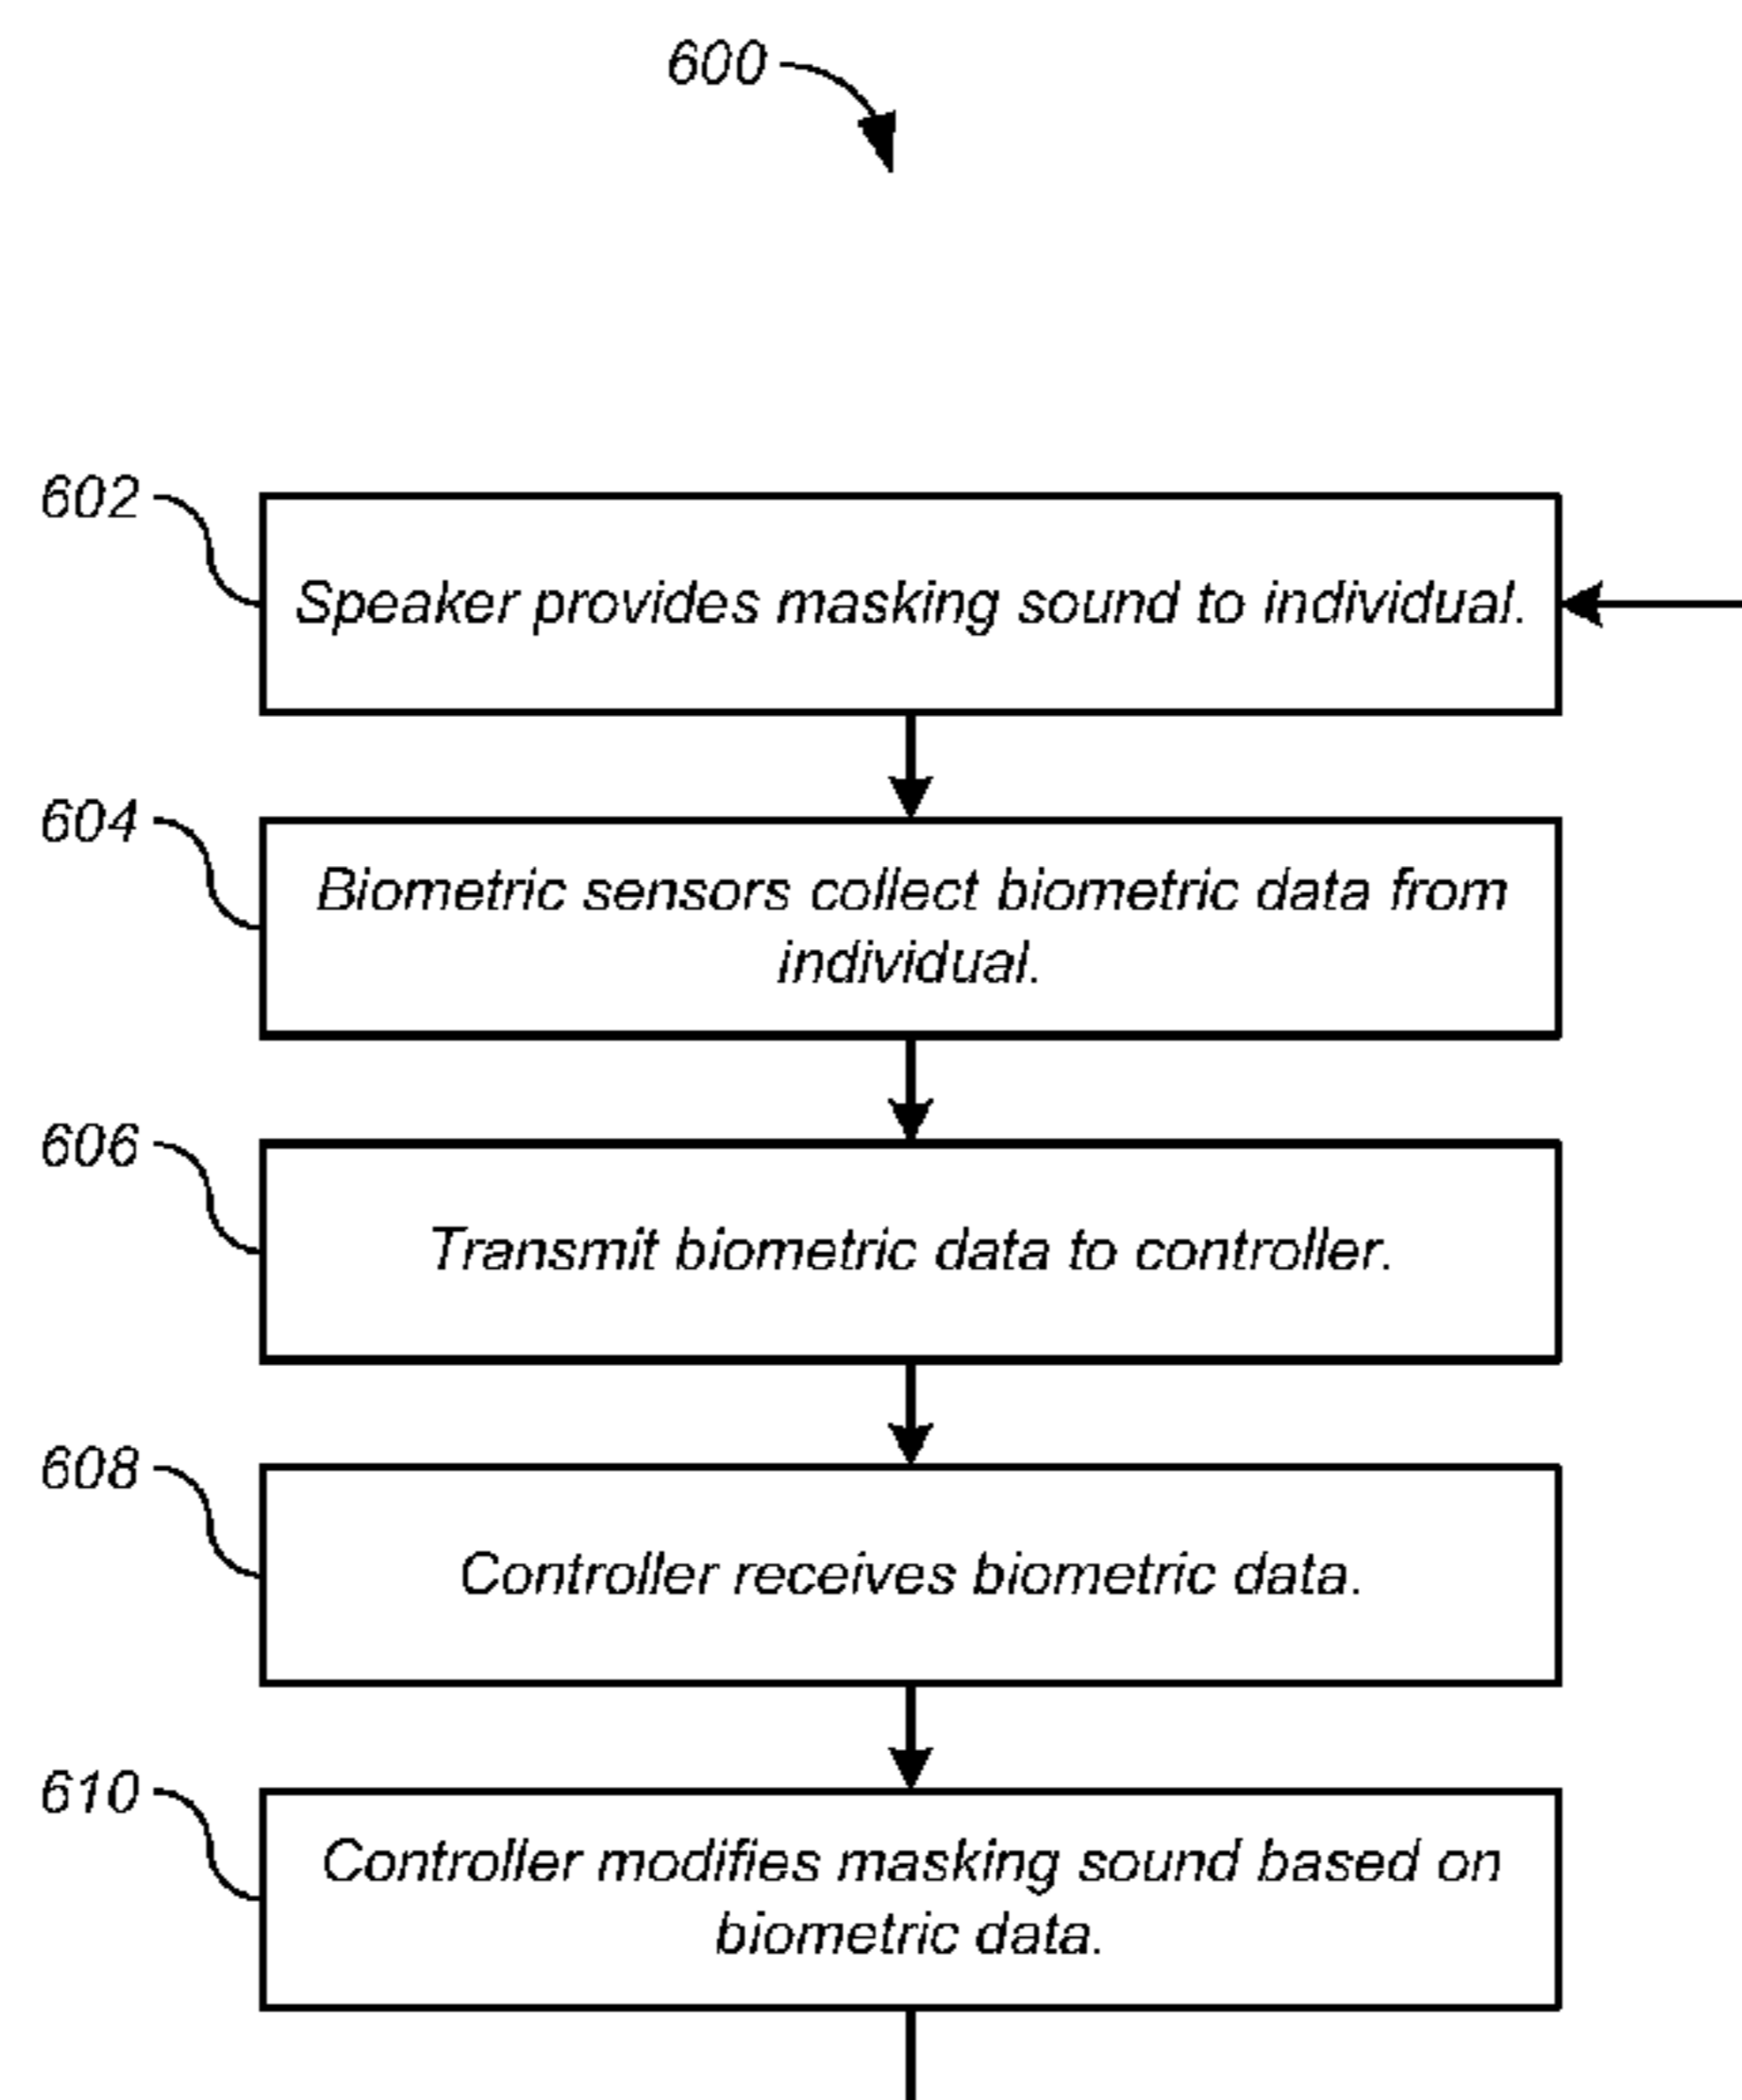 600
602
Speaker provides masking sound to individual.
604
Biometric sensors collect biometric data from
individual.
606
Transmit biometric data to controller.
608
Controller receives biometric data.
610
Controller modifies masking sound based on
biometric data.